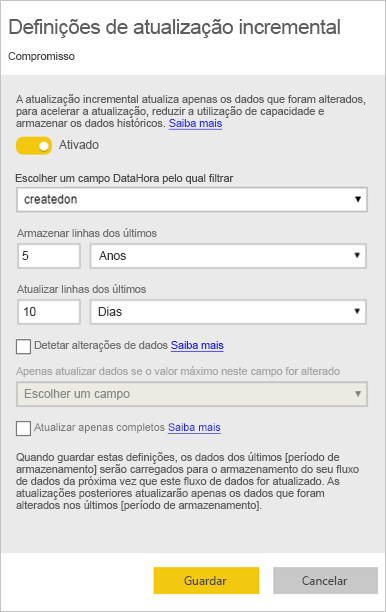 Definições de atualização incremental
Compromisso
A atualização incremental atualiza apenas os dados que foram alterados,
para acelerar a atualização, reduzir a utilização de capacidade e
armazenar os dados históricos. Saiba mais
Ativado
Escolher um campo DataHora pelo qual filtrar
createdon
Armazenar linhas dos últimos
5 Anos
Atualizar linhas dos últimos
10 Dias
Detetar alterações de dados Saiba mais
Apenas atualizar dados se o valor máximo neste campo for alterado
Escolher um campo
Atualizar apenas completos Saiba mais
Quando guardar estas definições, os dados dos últimos [período de
armazenamento] serão carregados para o armazenamento do seu fluxo
de dados da próxima vez que este fluxo de dados for atualizado. As
atualizações posteriores atualizarão apenas os dados que foram
alterados nos últimos [período de armazenamento].
Guardar Cancelar